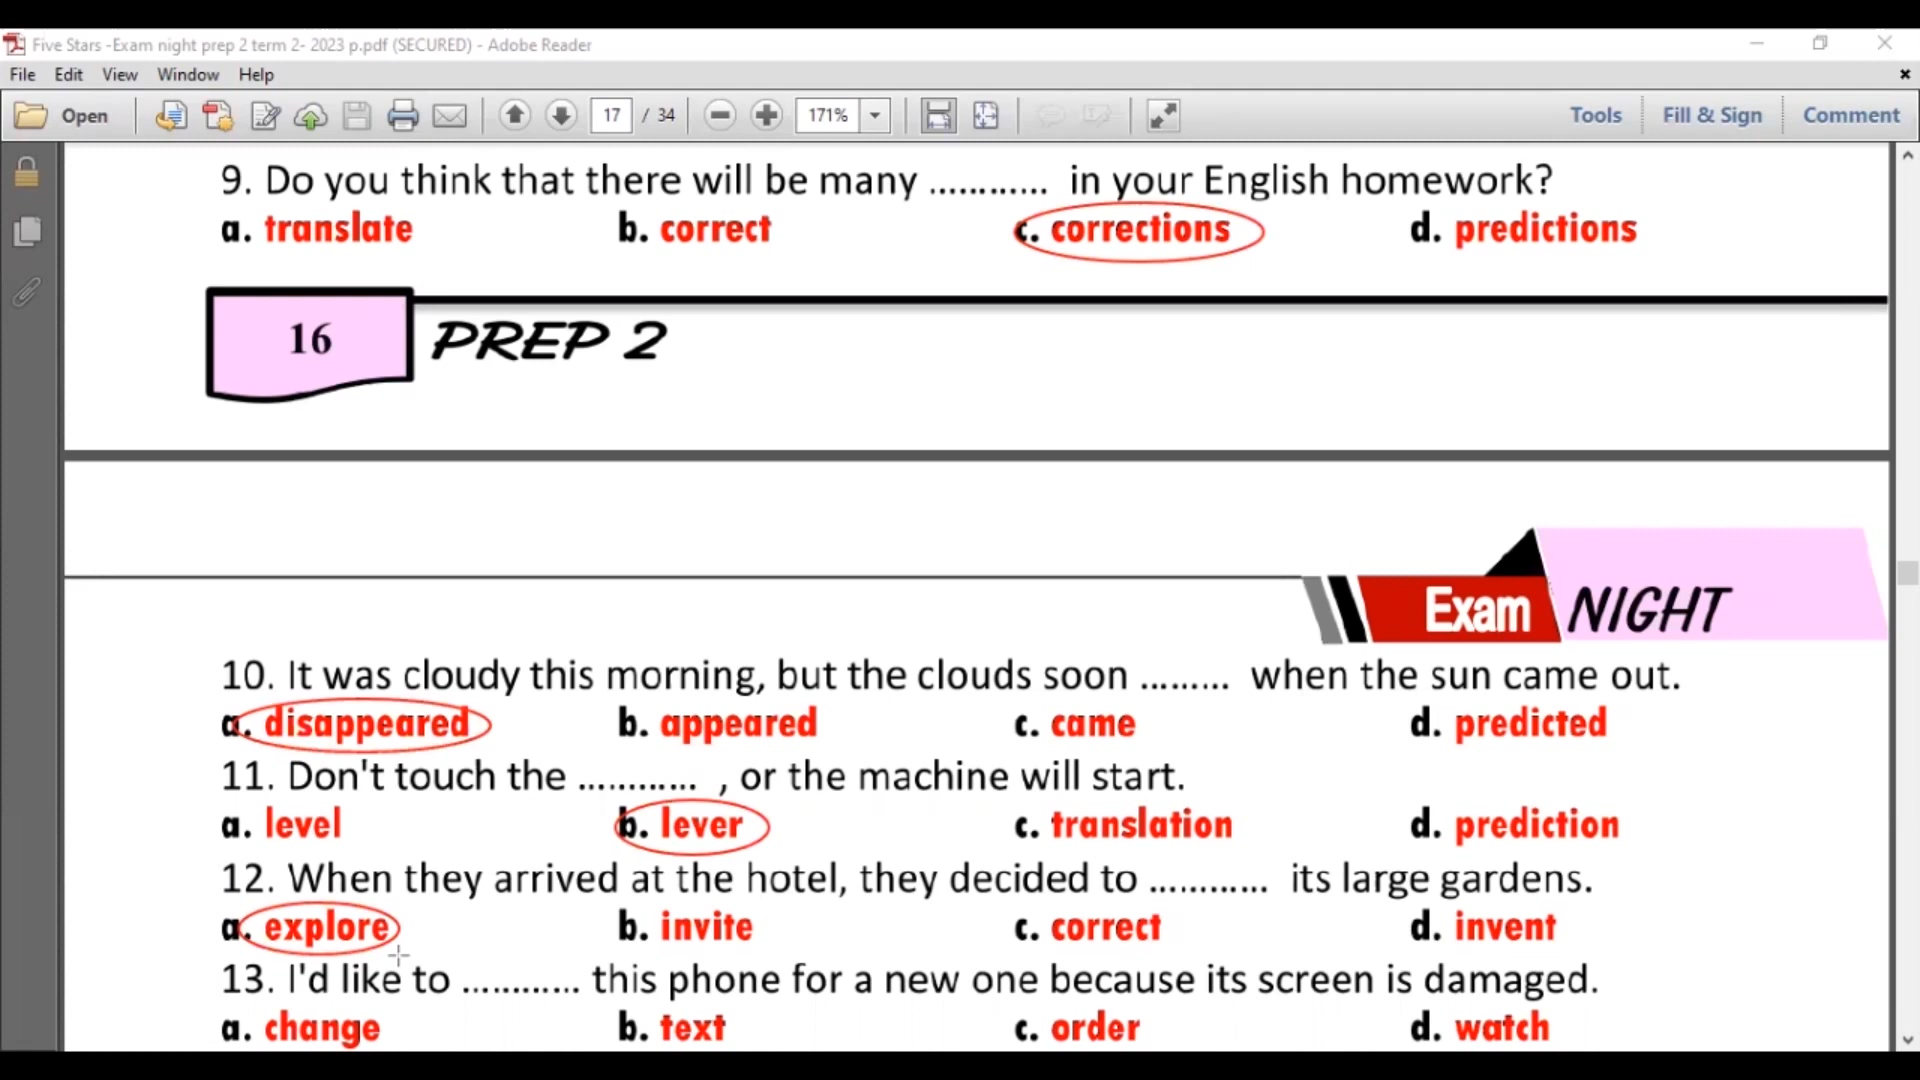 Five Stars -Exam night prep 2 term 2- 2023 p.pdf (SECURED) - Adobe Reader
File Edit View Window Help
Open 17 / 34 171% Tools Fill & Sign Comment
9. Do you think that there will be many ………… in your English homework?
a. translate b. correct c. corrections d. predictions
16 PREP 2
Exam NIGHT
10. It was cloudy this morning, but the clouds soon ……… when the sun came out.
a. disappeared b. appeared c. came d. predicted
11. Don't touch the ………… , or the machine will start.
a. level b. lever c. translation d. prediction
12. When they arrived at the hotel, they decided to ………… its large gardens.
a. explore b. invite c. correct d. invent
13. I'd like to ………… this phone for a new one because its screen is damaged.
a. change b. text c. order d. watch